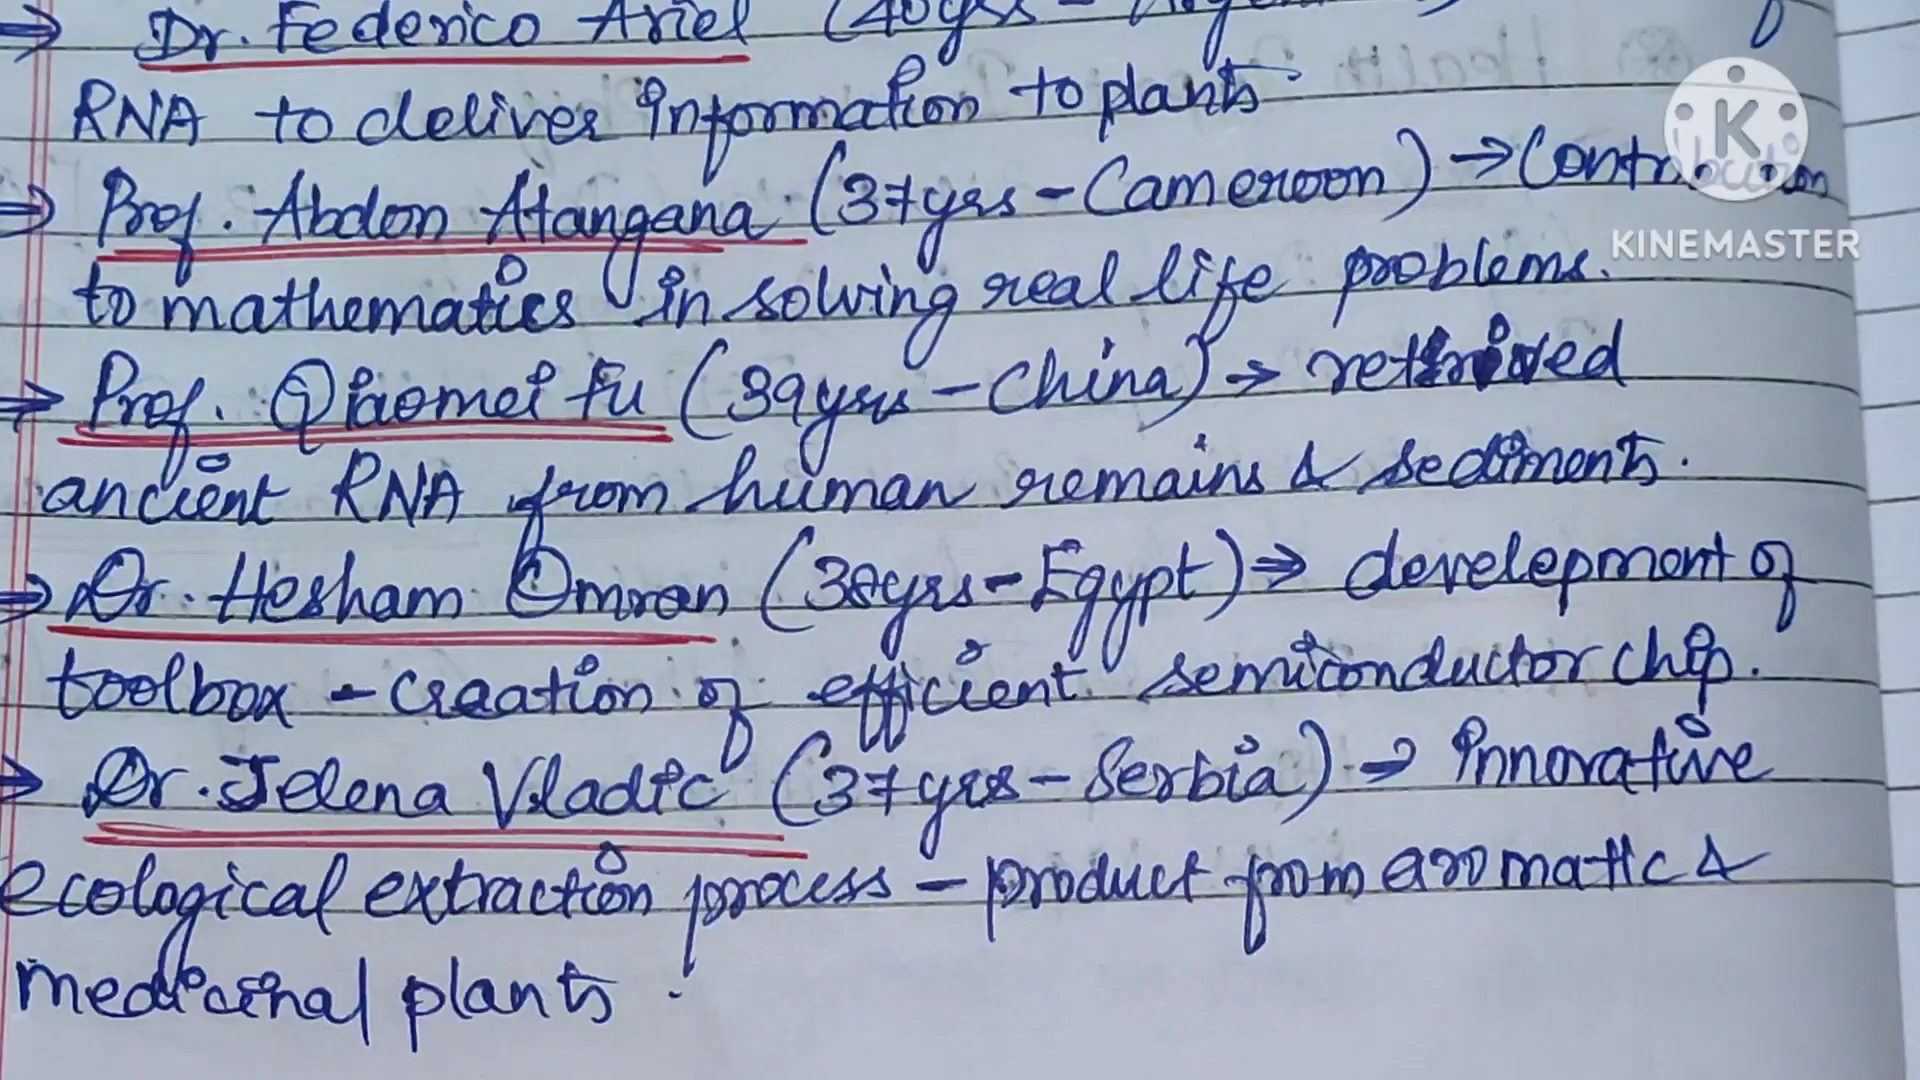 ⇒ Dr. Federico Ariel (40yrs -
RNA to deliver information to plants.
⇒ Prof. Abdon Atangana (37yrs - Cameroon) → Contribution
to mathematics in solving real life problems.
→ Prof. Qiaomei Fu (39yrs - China) → retrived
ancient RNA from human remains & sediments.
⇒ Dr. Hesham Omran (38yrs - Egypt) ⇒ development of
toolbox - creation of efficient semiconductor chip.
→ Dr. Jelena Vladic (37yrs - Serbia) → innovative
ecological extraction process - product from aromatic &
medicinal plants.
K
KINEMASTER